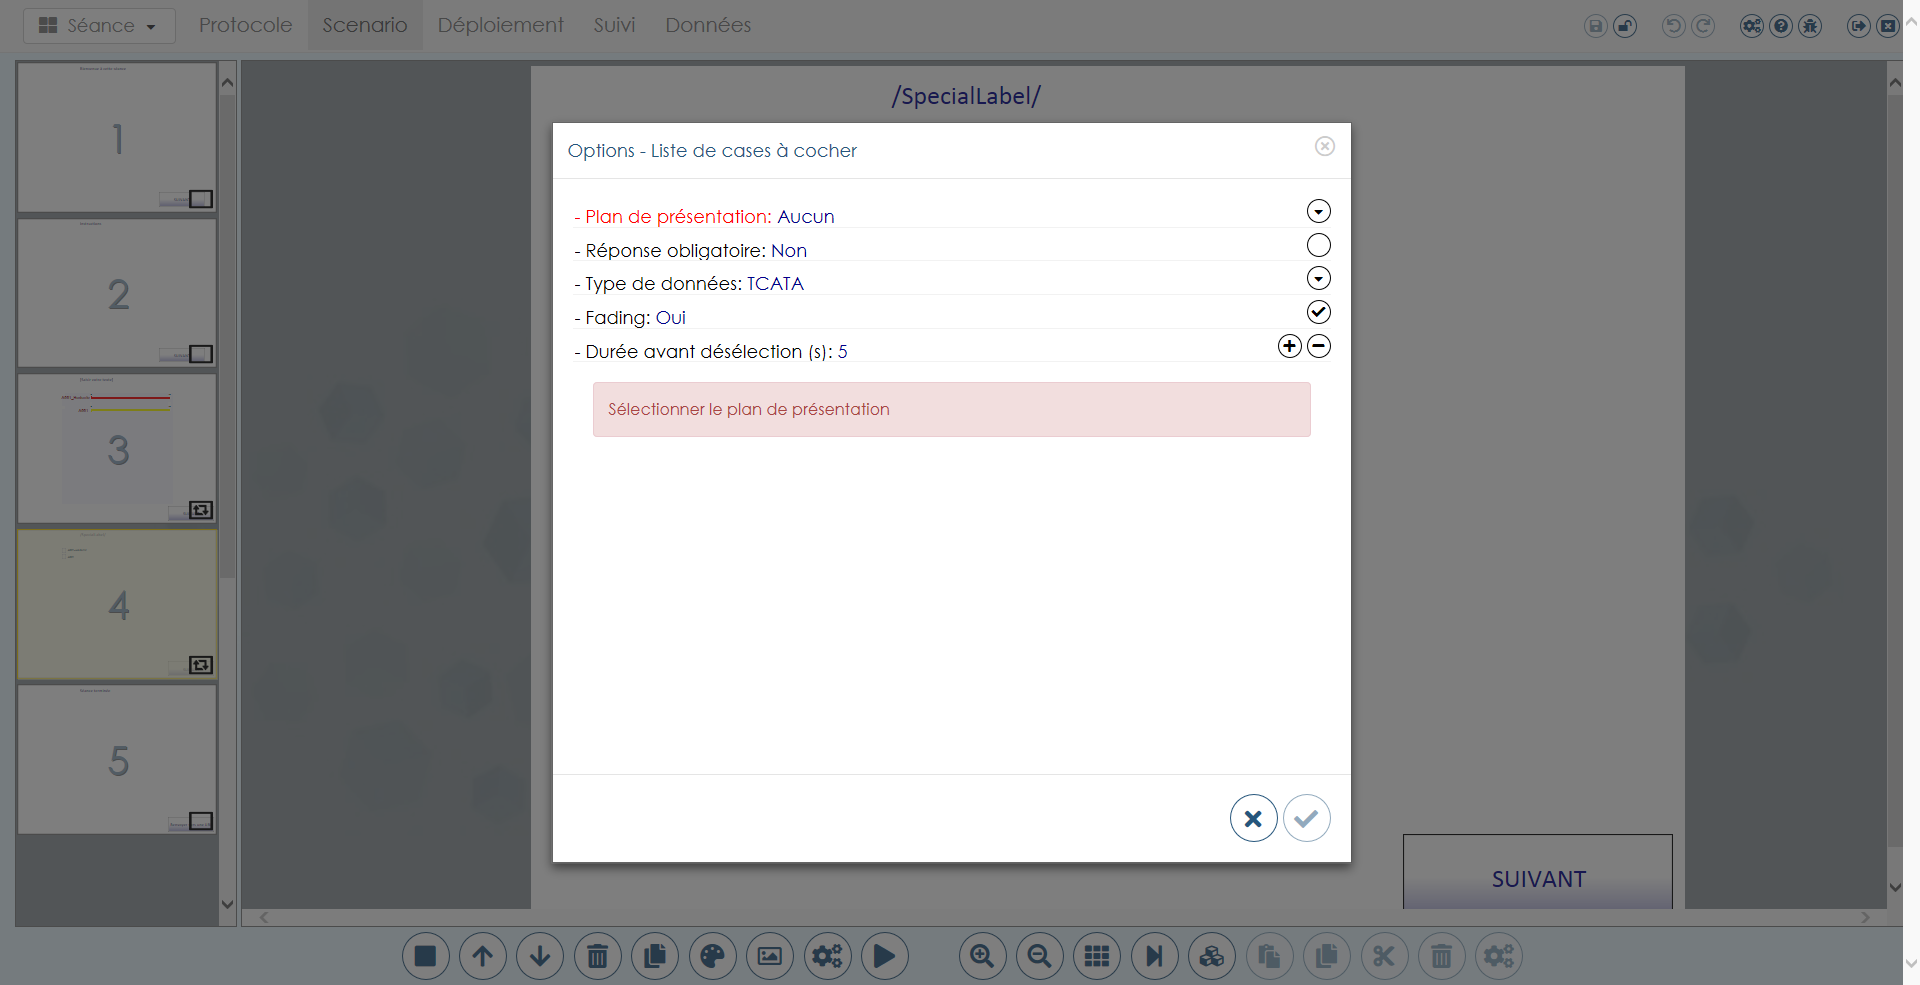 Séance Protocole Scenario Déploiement Suivi Données
/SpecialLabel/
Options - Liste de cases à cocher
- Plan de présentation: Aucun
- Réponse obligatoire: Non
- Type de données: TCATA
- Fading: Oui
- Durée avant désélection (s): 5
Sélectionner le plan de présentation
1
2
3
4
5
SUIVANT